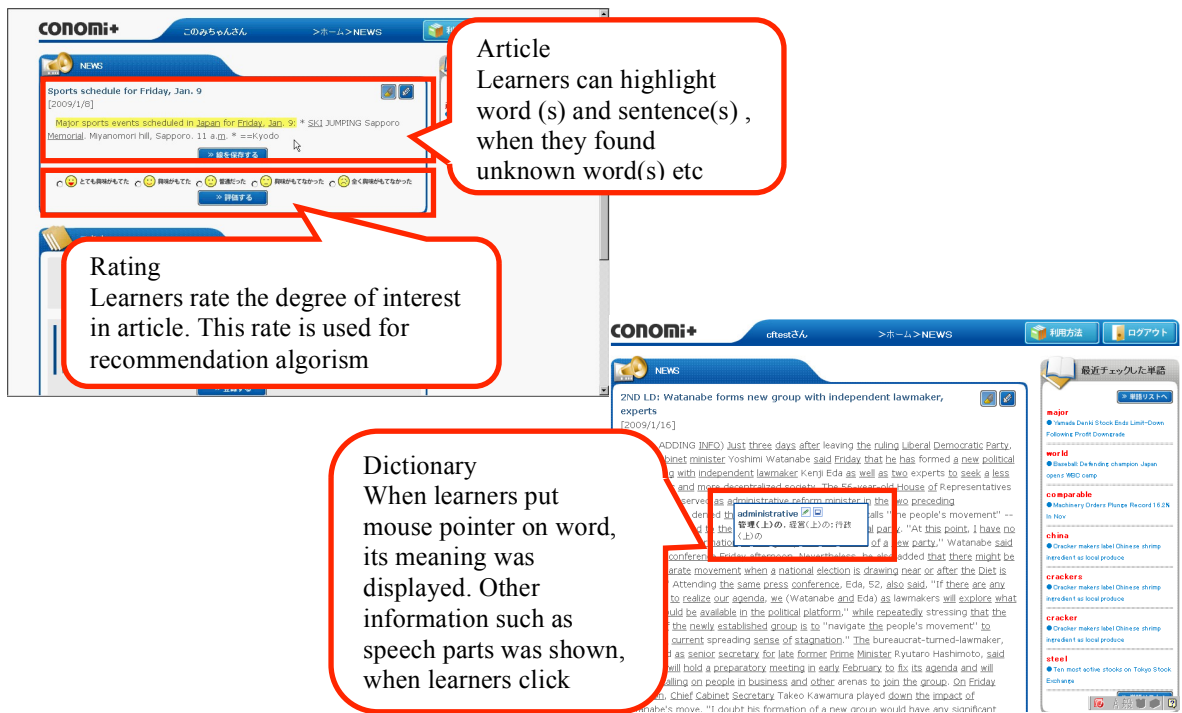 conomi+
このみちゃんさん
>ホーム>NEWS
NEWS
Sports schedule for Friday, Jan. 9
[2009/1/8]
Major sports events scheduled in Japan for Friday, Jan. 9: * SKI JUMPING Sapporo
Memorial. Miyanomori hill, Sapporo. 11 a.m. * ==Kyodo
» 線を保存する
とても興味がもてた 興味がもてた 普通だった 興味がもてなかった 全く興味がもてなかった
» 評価する
Article
Learners can highlight
word (s) and sentence(s) ,
when they found
unknown word(s) etc
Rating
Learners rate the degree of interest
in article. This rate is used for
recommendation algorism
conomi+
cftestさん
>ホーム>NEWS
利用方法
ログアウト
NEWS
2ND LD: Watanabe forms new group with independent lawmaker,
experts
[2009/1/16]
ADDING INFO) Just three days after leaving the ruling Liberal Democratic Party,
minister Yoshimi Watanabe said Friday that he has formed a new political
with independent lawmaker Kenji Eda as well as two experts to seek a less
and more decentralized society. The 56-year-old House of Representatives
served as administrative reform minister in the two preceding
denied "the people's movement" --
party. "At this point, I have no
of a new party," Watanabe said
conference Friday afternoon. Nevertheless, he also added that there might be
movement when a national election is drawing near or after the Diet is
Attending the same press conference, Eda, 52, also said, "If there are any
to realize our agenda, we (Watanabe and Eda) as lawmakers will explore what
be available in the political platform," while repeatedly stressing that the
the newly established group is to "navigate the people's movement" to
current spreading sense of stagnation." The bureaucrat-turned-lawmaker,
as senior secretary for late former Prime Minister Ryutaro Hashimoto, said
will hold a preparatory meeting in early February to fix its agenda and will
calling on people in business and other arenas to join the group. On Friday
Chief Cabinet Secretary Takeo Kawamura played down the impact of
move. "I doubt his formation of a new group would have any significant
administrative
管理(上)の, 経営(上)の; 行政
(上)の
Dictionary
When learners put
mouse pointer on word,
its meaning was
displayed. Other
information such as
speech parts was shown,
when learners click
最近チェックした単語
» 単語リストへ
major
Yamada Denki Stock Ends Limit-Down
Following Profit Downgrade
world
Baseball: Defending champion Japan
opens WBC camp
comparable
Machinery Orders Plunge Record 16.2%
In Nov
china
Cracker makers label Chinese shrimp
ingredient as local produce
crackers
Cracker makers label Chinese shrimp
ingredient as local produce
cracker
Cracker makers label Chinese shrimp
ingredient as local produce
steel
Ten most active stocks on Tokyo Stock
Exchange